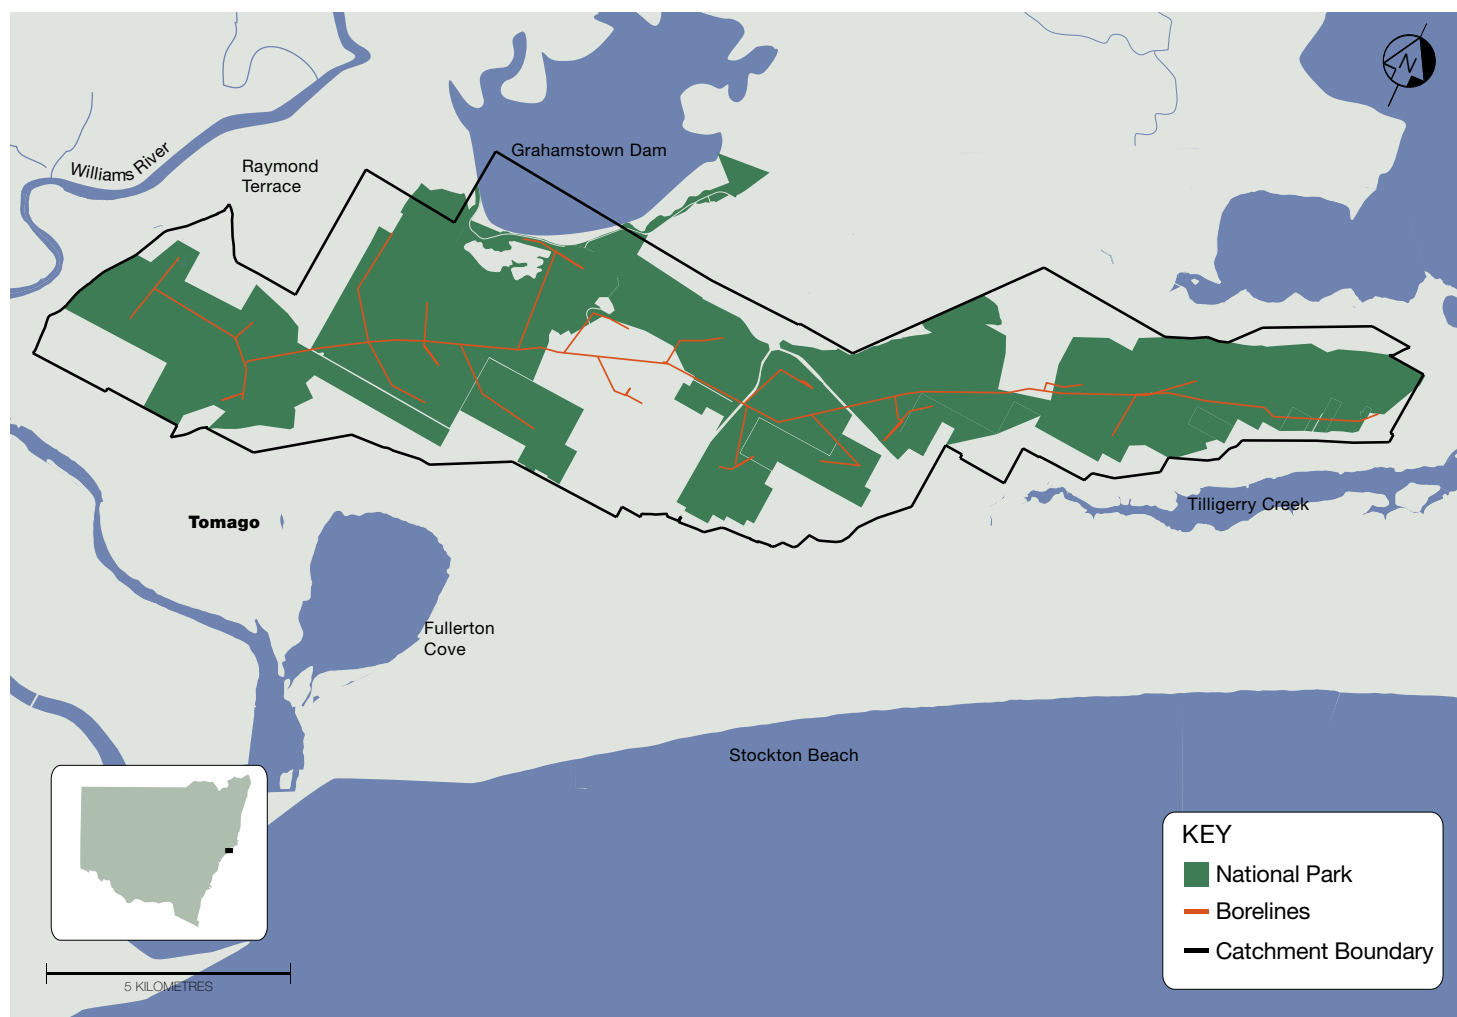 N
Grahamstown Dam
Williams River
Raymond
Terrace
Tilligerry Creek
Tomago
Fullerton
Cove
Stockton Beach
KEY
National Park
Borelines
Catchment Boundary
5 KILOMETRES